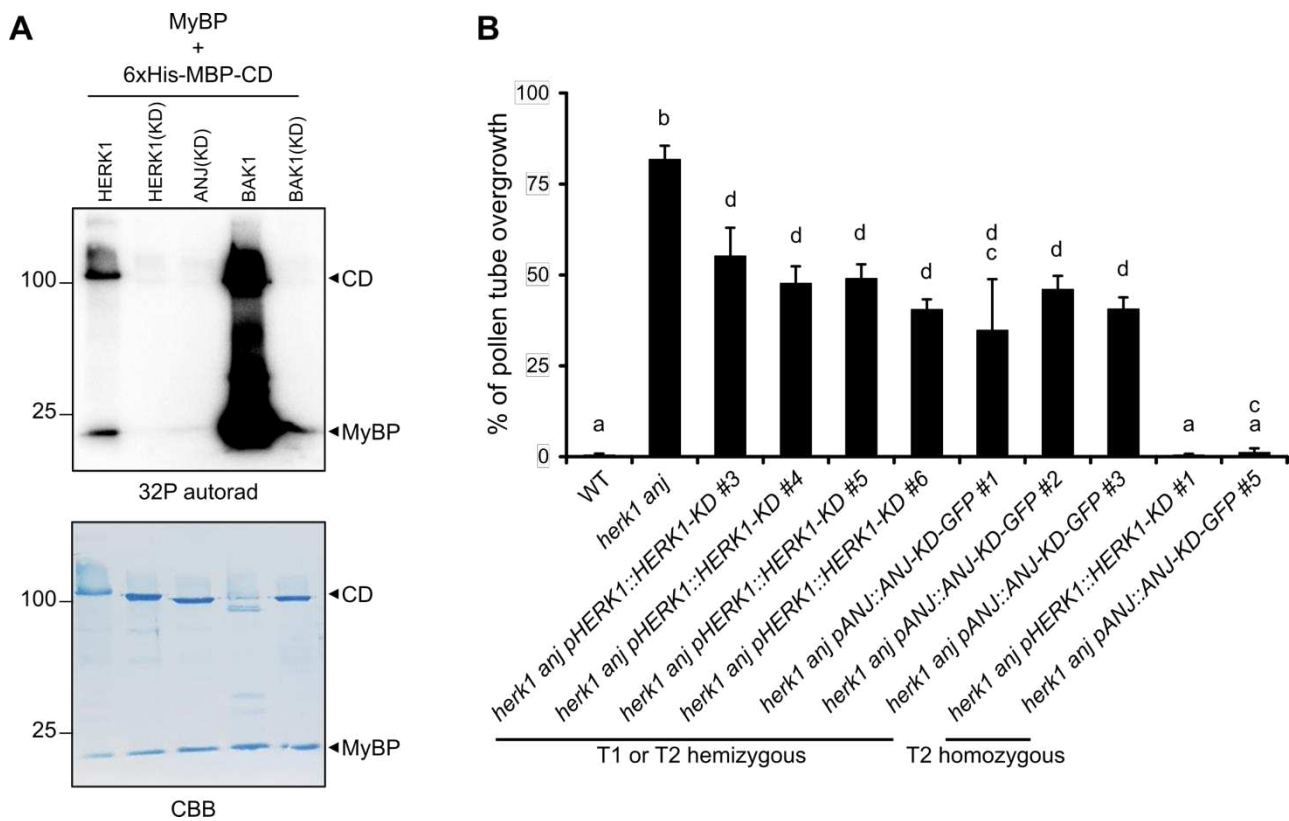 A
MyBP
+
6xHis-MBP-CD
HERK1
HERK1(KD)
ANJ(KD)
BAK1
BAK1(KD)
100
CD
25
MyBP
32P autorad
100
CD
25
MyBP
CBB
B
% of pollen tube overgrowth
100
75
50
25
0
a
b
d
d
d
d
d
c
d
d
a
c
a
WT
herk1 anj
herk1 anj pHERK1::HERK1-KD #3
herk1 anj pHERK1::HERK1-KD #4
herk1 anj pHERK1::HERK1-KD #5
herk1 anj pHERK1::HERK1-KD #6
herk1 anj pANJ::ANJ-KD-GFP #1
herk1 anj pANJ::ANJ-KD-GFP #2
herk1 anj pANJ::ANJ-KD-GFP #3
herk1 anj pHERK1::HERK1-KD #1
herk1 anj pANJ::ANJ-KD-GFP #5
T1 or T2 hemizygous
T2 homozygous